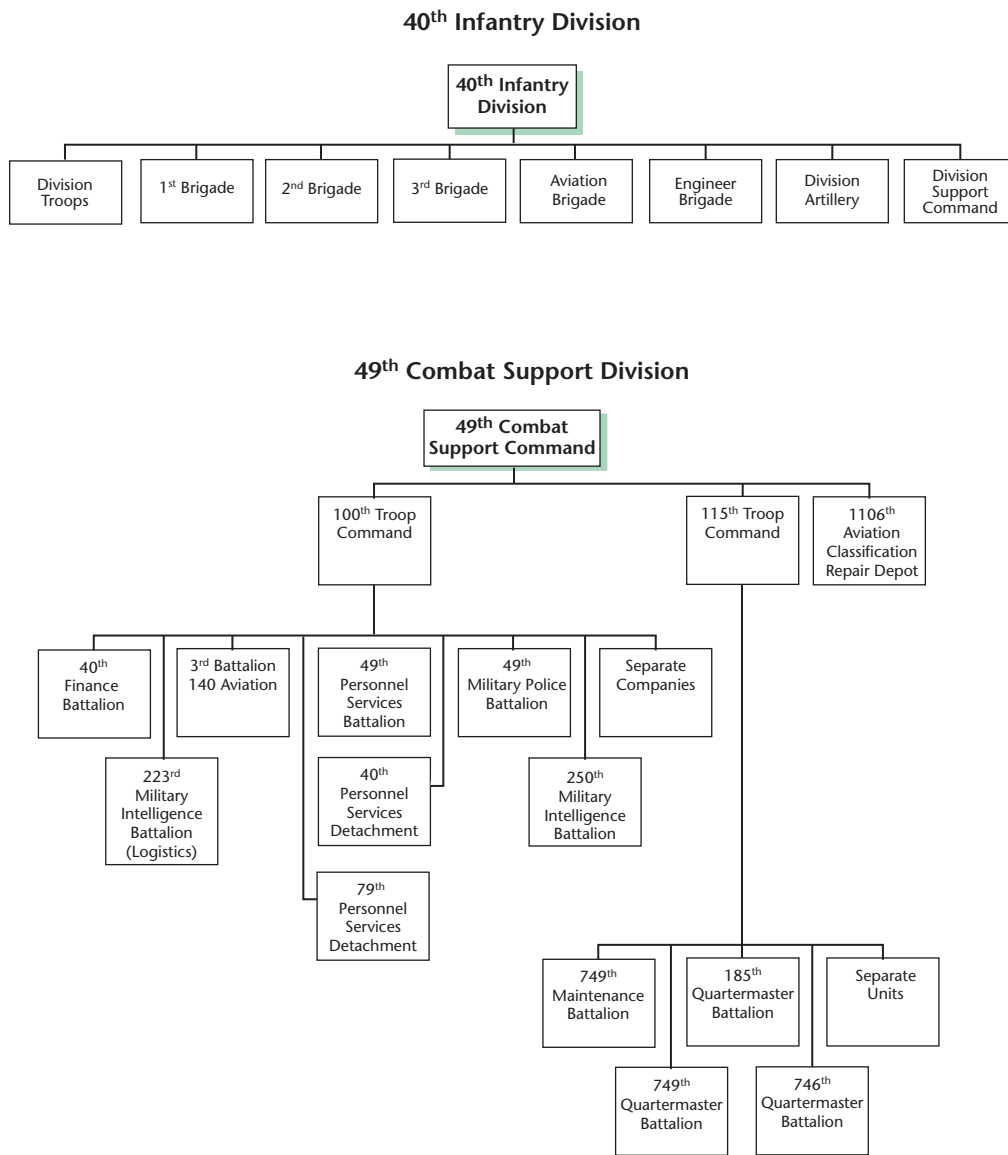 40th Infantry Division
40th Infantry
Division
Division
Troops
1st Brigade
2nd Brigade
3rd Brigade
Aviation
Brigade
Engineer
Brigade
Division
Artillery
Division
Support
Command
49th Combat Support Division
49th Combat
Support Command
100th Troop
Command
115th Troop
Command
1106th
Aviation
Classification
Repair Depot
40th
Finance
Battalion
3rd Battalion
140 Aviation
49th
Personnel
Services
Battalion
49th
Military Police
Battalion
Separate
Companies
223rd
Military
Intelligence
Battalion
(Logistics)
40th
Personnel
Services
Detachment
250th
Military
Intelligence
Battalion
79th
Personnel
Services
Detachment
749th
Maintenance
Battalion
185th
Quartermaster
Battalion
Separate
Units
749th
Quartermaster
Battalion
746th
Quartermaster
Battalion